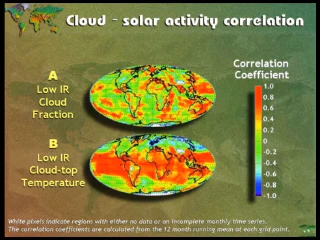 Cloud - solar activity correlation
A
Low IR
Cloud
Fraction
B
Low IR
Cloud-top
Temperature
Correlation
Coefficient
1.0
0.8
0.6
0.4
0.2
0
-0.2
-0.4
-0.6
-0.8
-1.0
White pixels indicate regions with either no data or an incomplete monthly time series.
The correlation coefficients are calculated from the 12 month running mean at each grid point.